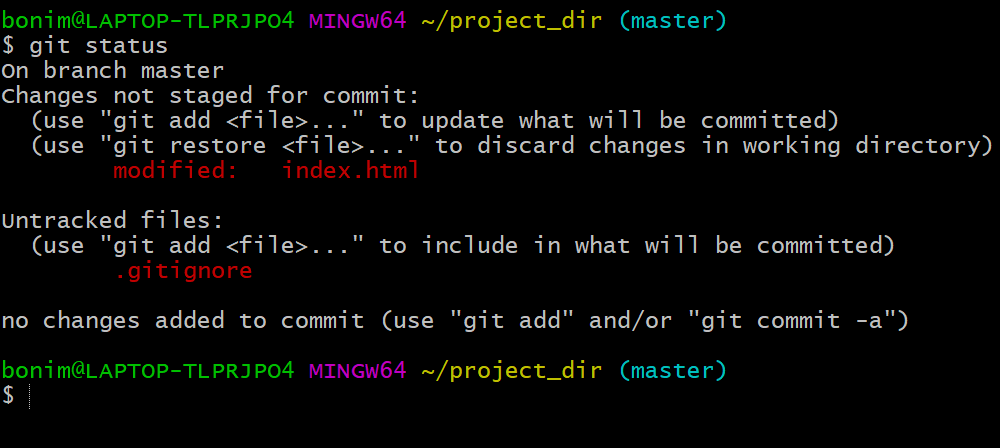 bonim@LAPTOP-TLPRJPO4 MINGW64 ~/project_dir (master)
$ git status
On branch master
Changes not staged for commit:
  (use "git add <file>..." to update what will be committed)
  (use "git restore <file>..." to discard changes in working directory)
        modified:   index.html

Untracked files:
  (use "git add <file>..." to include in what will be committed)
        .gitignore

no changes added to commit (use "git add" and/or "git commit -a")

bonim@LAPTOP-TLPRJPO4 MINGW64 ~/project_dir (master)
$